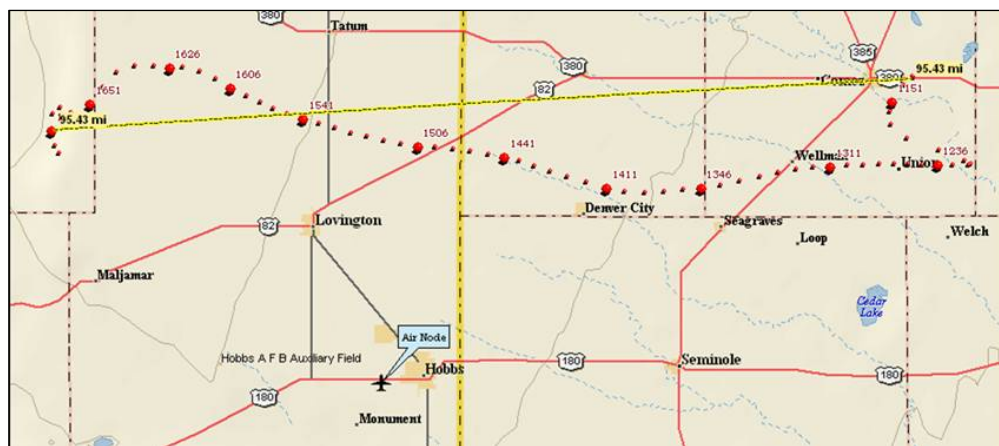 380
Tatum
385
1626
380
95.43 mi
1606
82
Comez
380
1651
1151
95.43 mi
1541
1506
1441
Wellman
1311
Union
1236
1411
1346
Denver City
82
Lovington
Seagraves
Loop
Welch
Maljamar
Cedar
Lake
Air Node
Hobbs A F B Auxiliary Field
180
Seminole
Hobbs
180
180
Monument